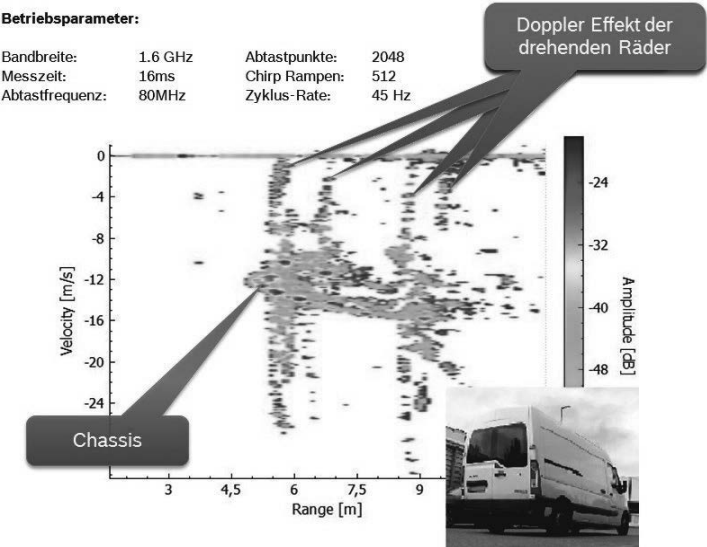 Betriebsparameter:
Bandbreite: 1.6 GHz Abtastpunkte: 2048
Messzeit: 16ms Chirp Rampen: 512
Abtastfrequenz: 80MHz Zyklus-Rate: 45 Hz
Doppler Effekt der
drehenden Räder
0
-4
-8
-12
-16
-20
-24
Velocity [m/s]
Chassis
3 4,5 6 7,5 9
Range [m]
-24
-32
-40
-48
Amplitude [dB]